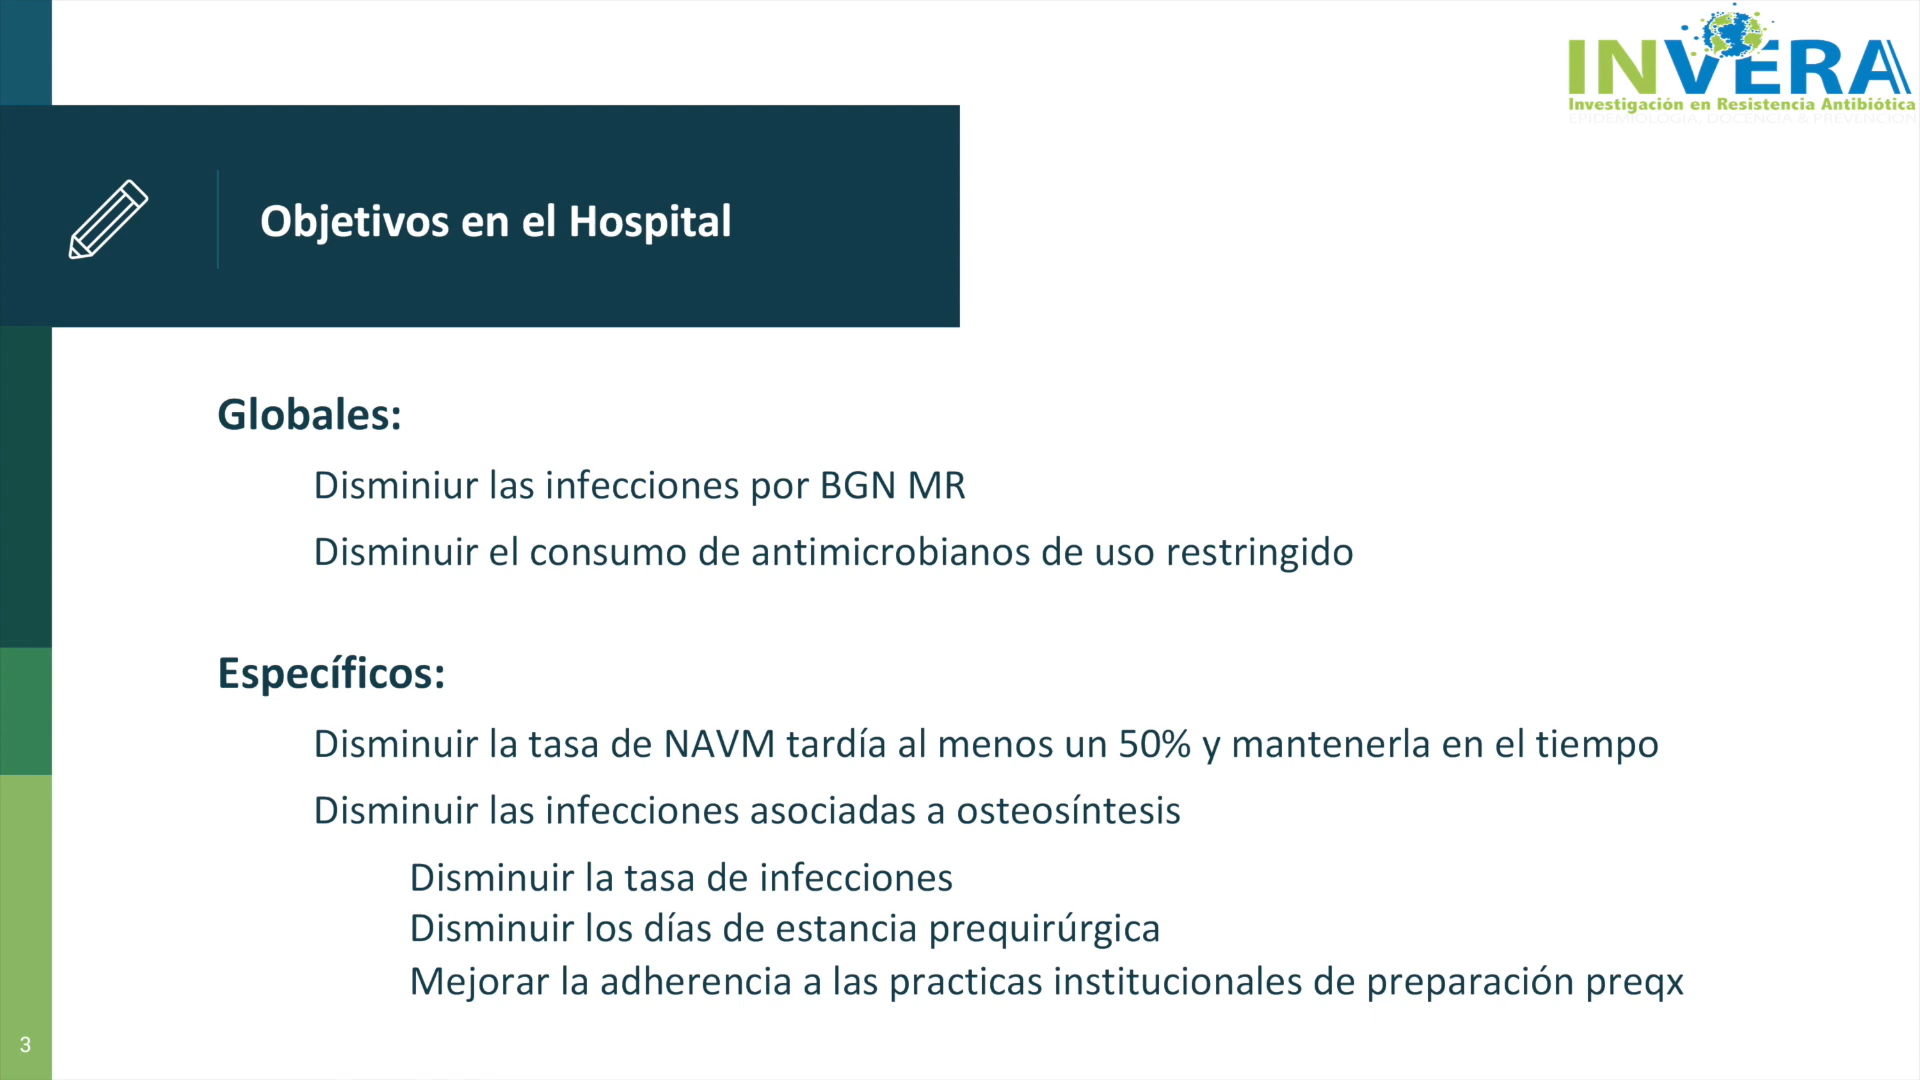 INVERA
Investigación en Resistencia Antibiótica
EPIDEMIOLOGIA, DOCENCIA & PREVENCION
Objetivos en el Hospital
Globales:
Disminiur las infecciones por BGN MR
Disminuir el consumo de antimicrobianos de uso restringido
Específicos:
Disminuir la tasa de NAVM tardía al menos un 50% y mantenerla en el tiempo
Disminuir las infecciones asociadas a osteosíntesis
Disminuir la tasa de infecciones
Disminuir los días de estancia prequirúrgica
Mejorar la adherencia a las practicas institucionales de preparación preqx
3